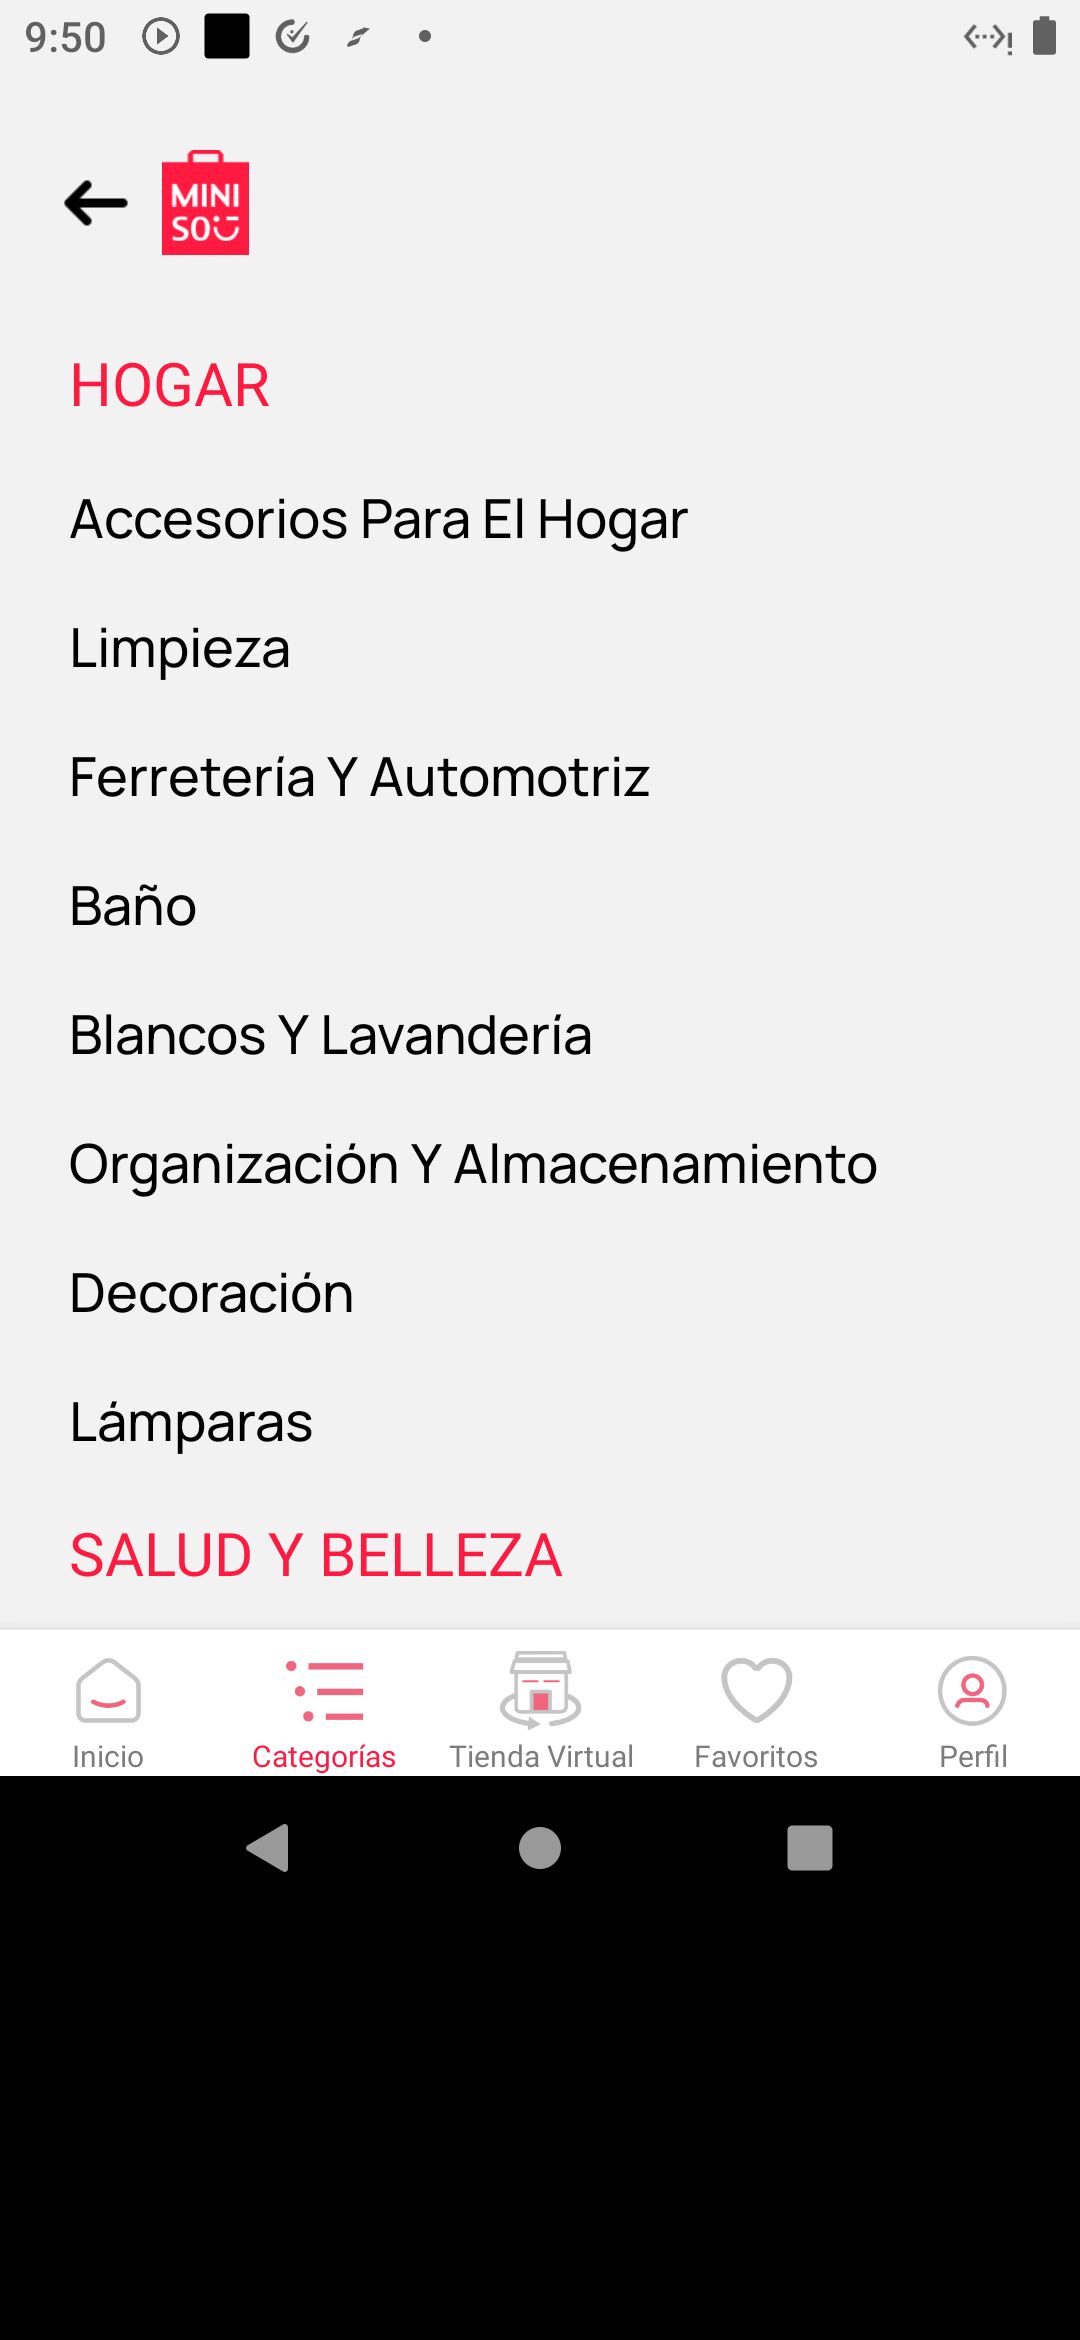 9:50
MINI
SO
HOGAR
Accesorios Para El Hogar
Limpieza
Ferretería Y Automotriz
Baño
Blancos Y Lavandería
Organización Y Almacenamiento
Decoración
Lámparas
SALUD Y BELLEZA
Inicio
Categorías
Tienda Virtual
Favoritos
Perfil